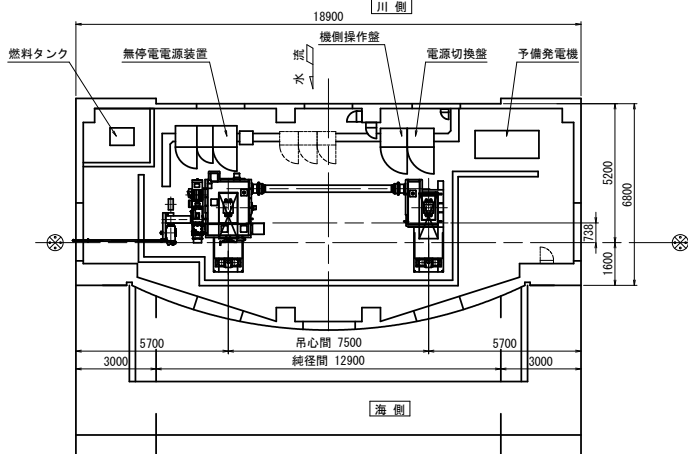 川 側
18900
燃料タンク
無停電電源装置
水 流
機側操作盤
電源切換盤
予備発電機
5200
6800
738
1600
5700
吊心間 7500
5700
3000
純径間 12900
3000
海 側